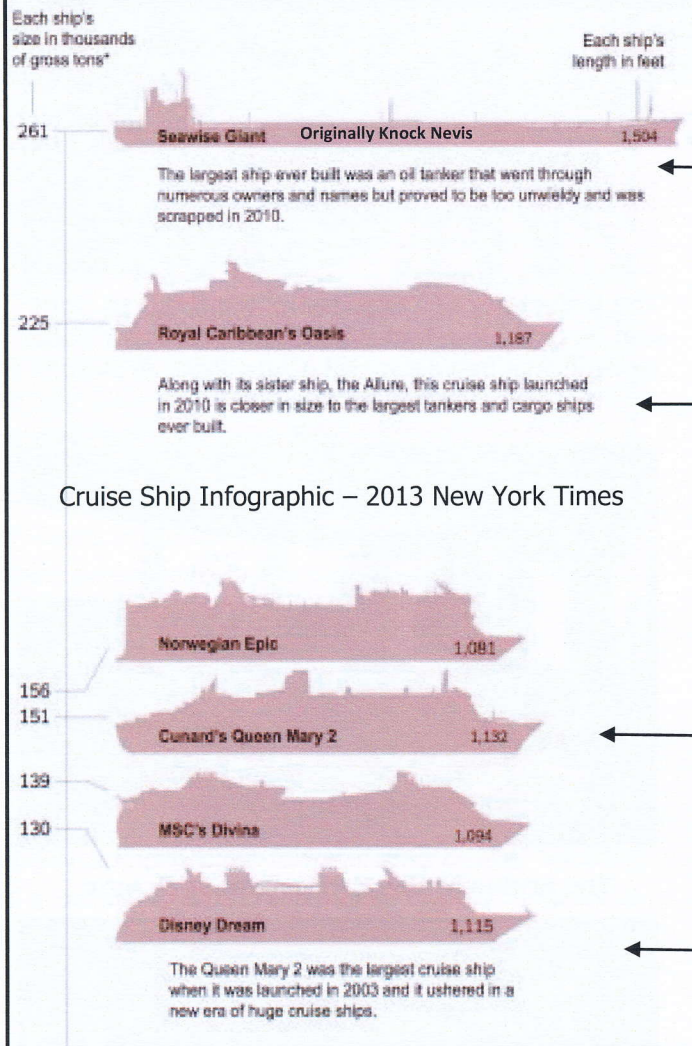 Each ship's
size in thousands
of gross tons*
Each ship's
length in feet
261
Seawise Giant Originally Knock Nevis 1,504
The largest ship ever built was an oil tanker that went through
numerous owners and names but proved to be too unwieldy and was
scrapped in 2010.
225
Royal Caribbean's Oasis 1,187
Along with its sister ship, the Allure, this cruise ship launched
in 2010 is closer in size to the largest tankers and cargo ships
ever built.
Cruise Ship Infographic – 2013 New York Times
Norwegian Epic 1,081
156
151
Cunard's Queen Mary 2 1,132
139
130
MSC's Divina 1,094
Disney Dream 1,115
The Queen Mary 2 was the largest cruise ship
when it was launched in 2003 and it ushered in a
new era of huge cruise ships.